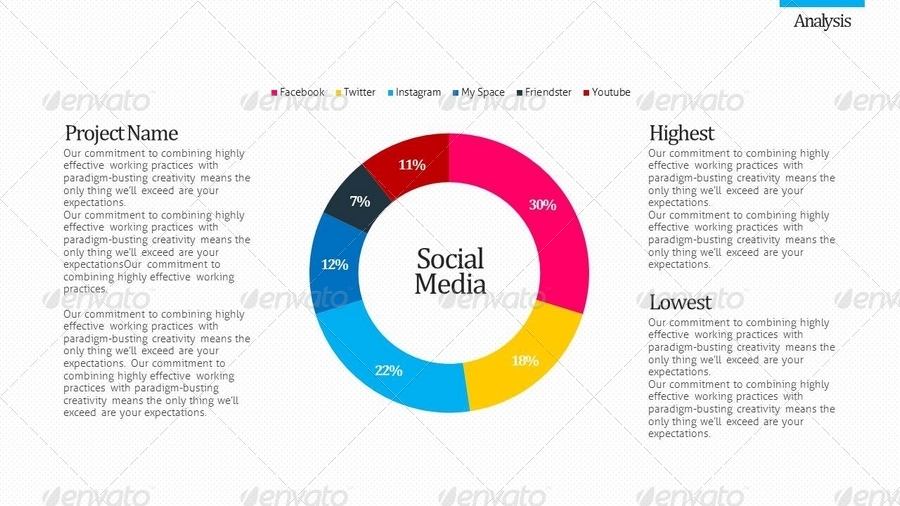 Analysis
Facebook Twitter Instagram My Space Friendster Youtube
envato envato envato envato envato
Project Name
Our commitment to combining highly
effective working practices with
paradigm-busting creativity means the
only thing we'll exceed are your
expectations.
Our commitment to combining highly
effective working practices with
paradigm-busting creativity means the
only thing we'll exceed are your
expectationsOur commitment to
combining highly effective working
practices.
Our commitment to combining highly
effective working practices with
paradigm-busting creativity means the
only thing we'll exceed are your
expectations. Our commitment to
combining highly effective working
practices with paradigm-busting
creativity means the only thing we'll
exceed are your expectations.
11%
30%
7%
12%
Social
Media
18%
22%
Highest
Our commitment to combining highly
effective working practices with
paradigm-busting creativity means the
only thing we'll exceed are your
expectations.
Our commitment to combining highly
effective working practices with
paradigm-busting creativity means the
only thing we'll exceed are your
expectations.
Lowest
Our commitment to combining highly
effective working practices with
paradigm-busting creativity means the
only thing we'll exceed are your
expectations.
Our commitment to combining highly
effective working practices with
paradigm-busting creativity means the
only thing we'll exceed are your
expectations.
envato envato envato envato envato
envato envato envato envato envato